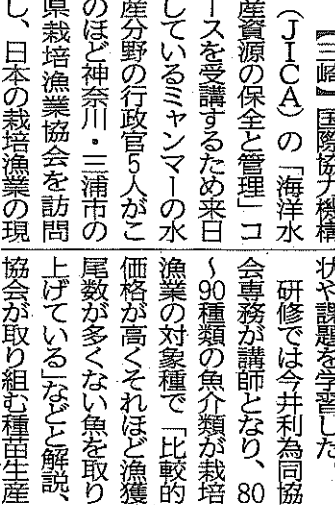 【三崎】国際協力機構
（JICA）の「海洋水
産資源の保全と管理」コ
ースを受講するため来日
しているミャンマーの水
産分野の行政官5人がこ
のほど神奈川・三浦市の
県栽培漁業協会を訪問
し、日本の栽培漁業の現
状や課題を学習した。
研修では今井利為同協
会専務が講師となり、80
〜90種類の魚介類が栽培
漁業の対象種で「比較的
価格が高くそれほど漁獲
尾数が多くない魚を取り
上げている」などと解説、
協会が取り組む種苗生産